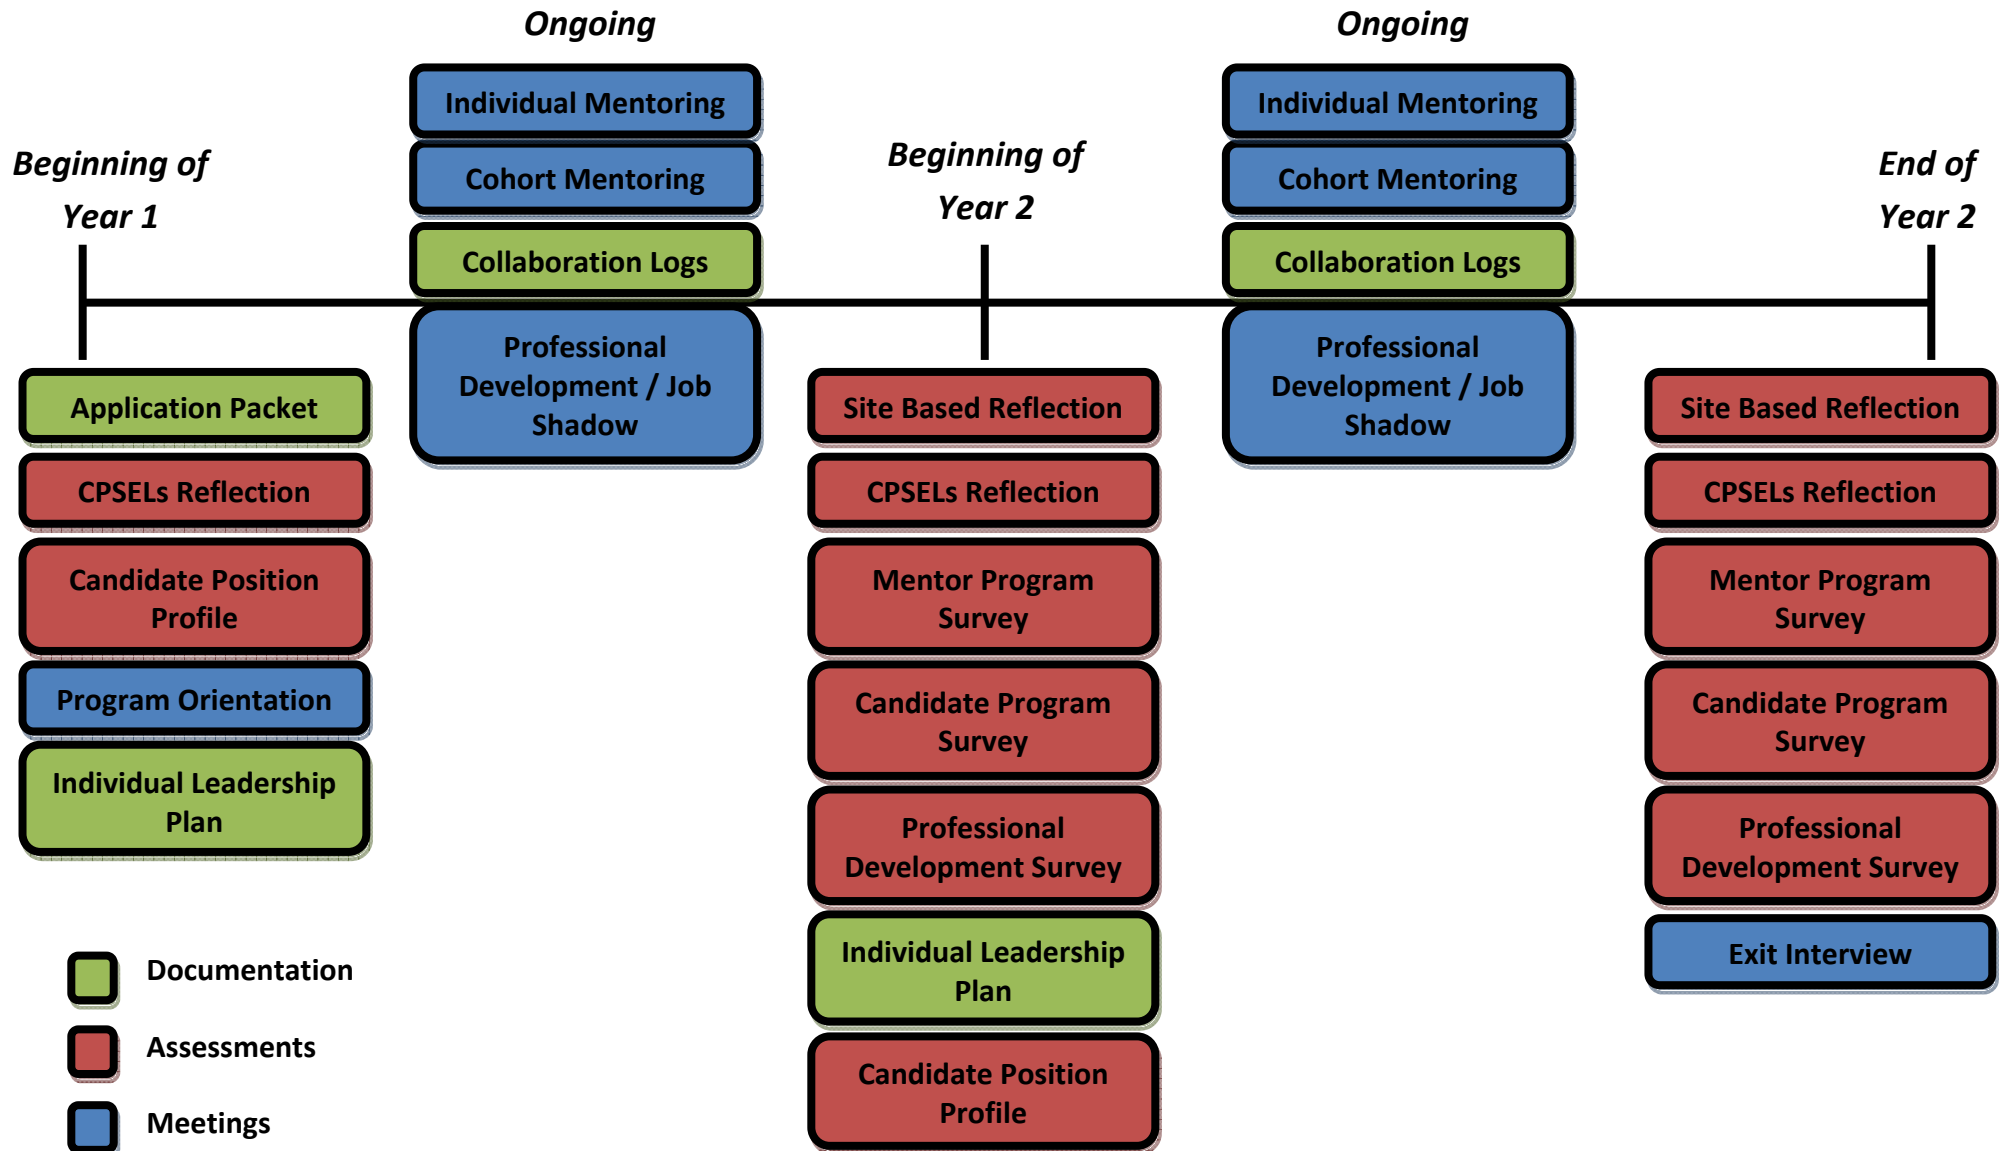 Beginning of
Year 1
Application Packet
CPSELs Reflection
Candidate Position
Profile
Program Orientation
Individual Leadership
Plan
Ongoing
Individual Mentoring
Cohort Mentoring
Collaboration Logs
Professional
Development / Job
Shadow
Beginning of
Year 2
Site Based Reflection
CPSELs Reflection
Mentor Program
Survey
Candidate Program
Survey
Professional
Development Survey
Individual Leadership
Plan
Candidate Position
Profile
Ongoing
Individual Mentoring
Cohort Mentoring
Collaboration Logs
Professional
Development / Job
Shadow
End of
Year 2
Site Based Reflection
CPSELs Reflection
Mentor Program
Survey
Candidate Program
Survey
Professional
Development Survey
Exit Interview
Documentation
Assessments
Meetings